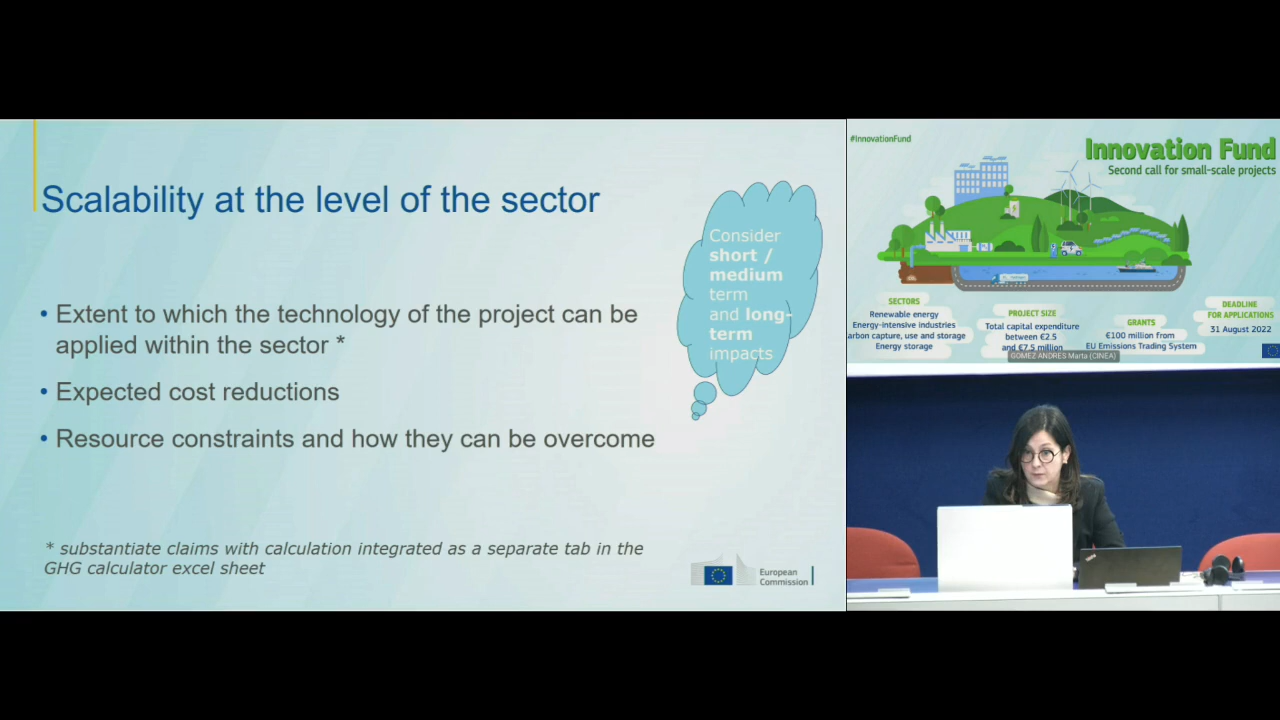 Scalability at the level of the sector
• Extent to which the technology of the project can be
applied within the sector *
• Expected cost reductions
• Resource constraints and how they can be overcome
* substantiate claims with calculation integrated as a separate tab in the
GHG calculator excel sheet
Consider
short /
medium
term
and long-
term
impacts
European
Commission
#InnovationFund
Innovation Fund
Second call for small-scale projects
SECTORS
Renewable energy
Energy-intensive industries
arbon capture, use and storage
Energy storage
PROJECT SIZE
Total capital expenditure
between €2.5
and €7.5 million
GRANTS
€100 million from
EU Emissions Trading System
DEADLINE
FOR APPLICATIONS
31 August 2022
GOMEZ ANDRES Marta (CINEA)